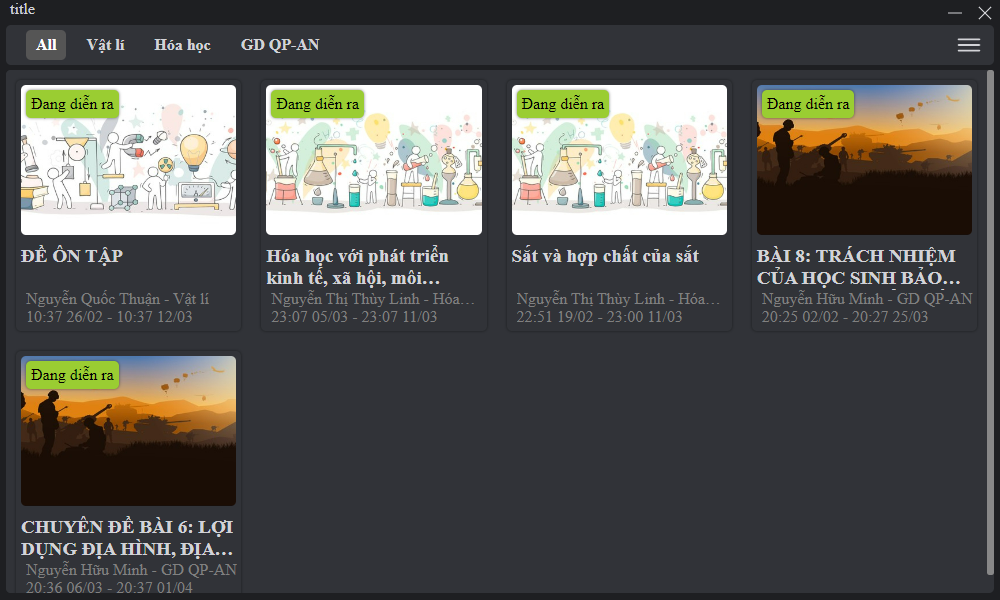 title
All Vật lí Hóa học GD QP-AN
Đang diễn ra
ĐỀ ÔN TẬP
Nguyễn Quốc Thuận - Vật lí
10:37 26/02 - 10:37 12/03
Đang diễn ra
Hóa học với phát triển
kinh tế, xã hội, môi...
Nguyễn Thị Thùy Linh - Hóa...
23:07 05/03 - 23:07 11/03
Đang diễn ra
Sắt và hợp chất của sắt
Nguyễn Thị Thùy Linh - Hóa...
22:51 19/02 - 23:00 11/03
Đang diễn ra
BÀI 8: TRÁCH NHIỆM
CỦA HỌC SINH BẢO...
Nguyễn Hữu Minh - GD QP-AN
20:25 02/02 - 20:27 25/03
Đang diễn ra
CHUYÊN ĐỀ BÀI 6: LỢI
DỤNG ĐỊA HÌNH, ĐỊA...
Nguyễn Hữu Minh - GD QP-AN
20:36 06/03 - 20:37 01/04